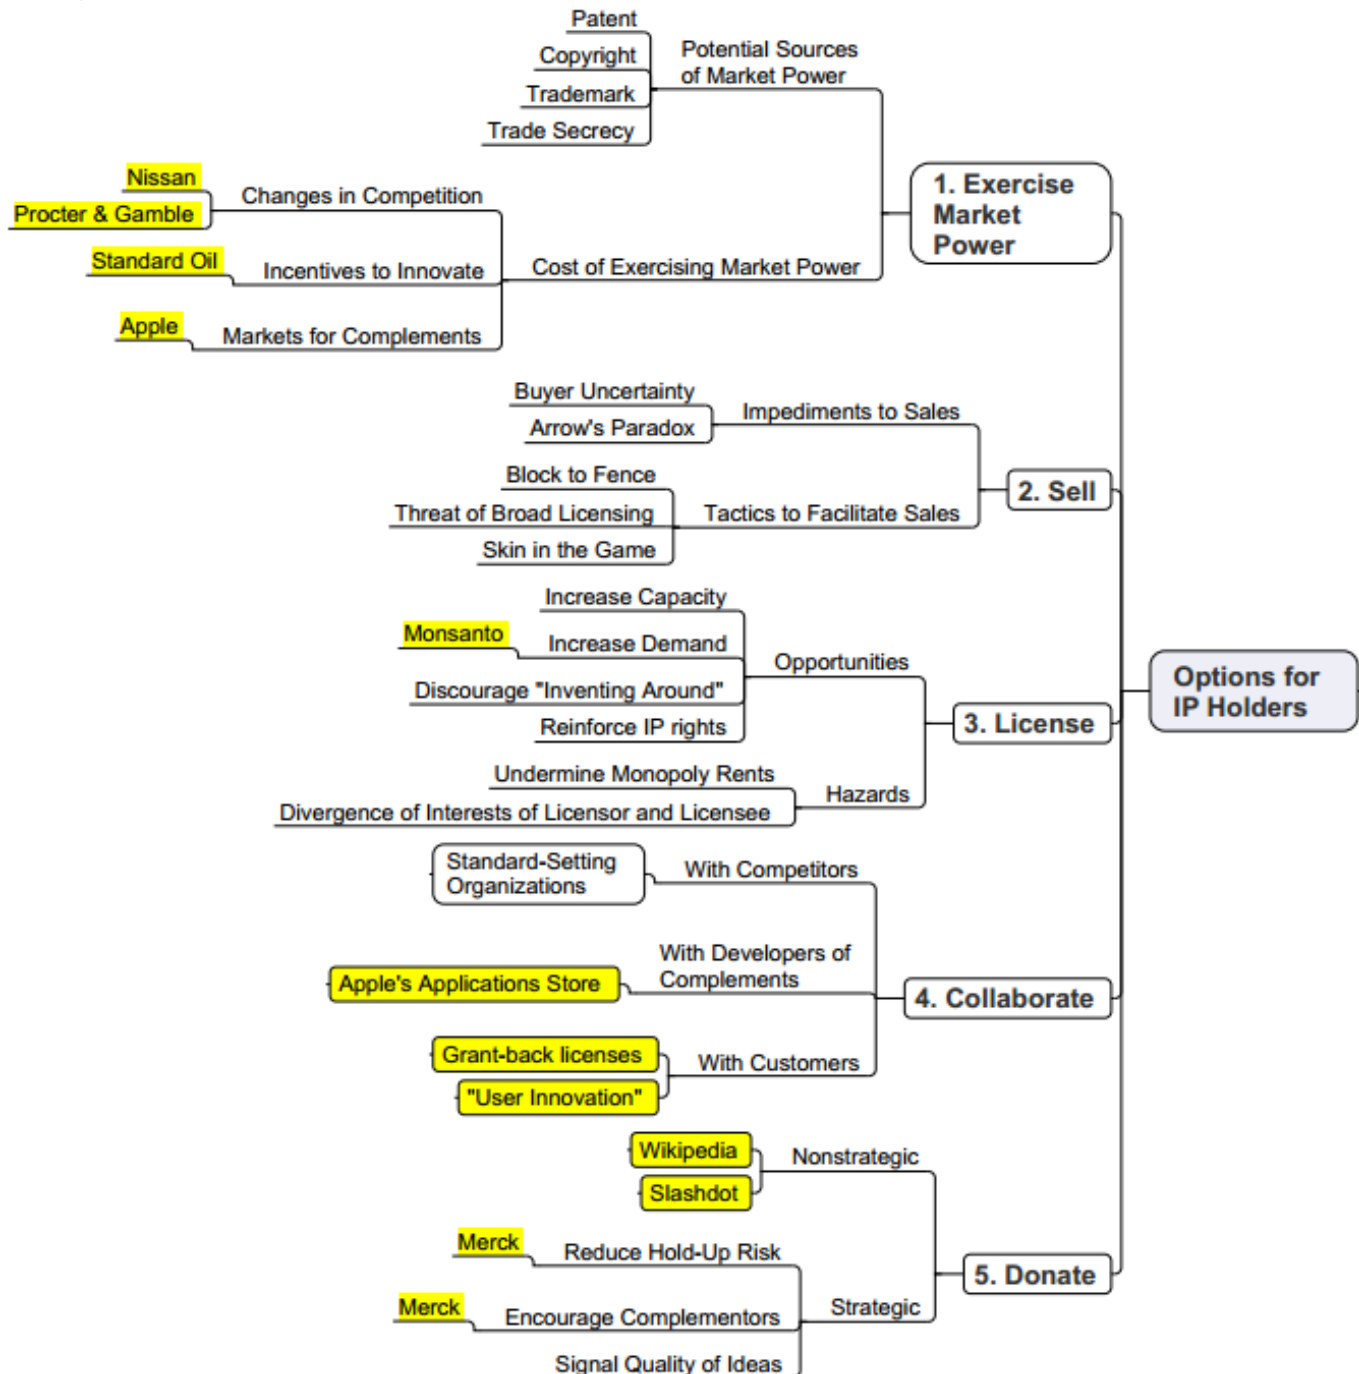 Patent
Copyright
Trademark
Trade Secrecy
Potential Sources
of Market Power
Nissan
Procter & Gamble
Changes in Competition
Standard Oil
Incentives to Innovate
Apple
Markets for Complements
Cost of Exercising Market Power
1. Exercise
Market
Power
Buyer Uncertainty
Arrow's Paradox
Impediments to Sales
Block to Fence
Threat of Broad Licensing
Skin in the Game
Tactics to Facilitate Sales
2. Sell
Increase Capacity
Monsanto
Increase Demand
Discourage "Inventing Around"
Reinforce IP rights
Opportunities
Undermine Monopoly Rents
Divergence of Interests of Licensor and Licensee
Hazards
3. License
Options for
IP Holders
Standard-Setting
Organizations
With Competitors
Apple's Applications Store
With Developers of
Complements
Grant-back licenses
"User Innovation"
With Customers
4. Collaborate
Wikipedia
Slashdot
Nonstrategic
Merck
Reduce Hold-Up Risk
Merck
Encourage Complementors
Signal Quality of Ideas
Strategic
5. Donate